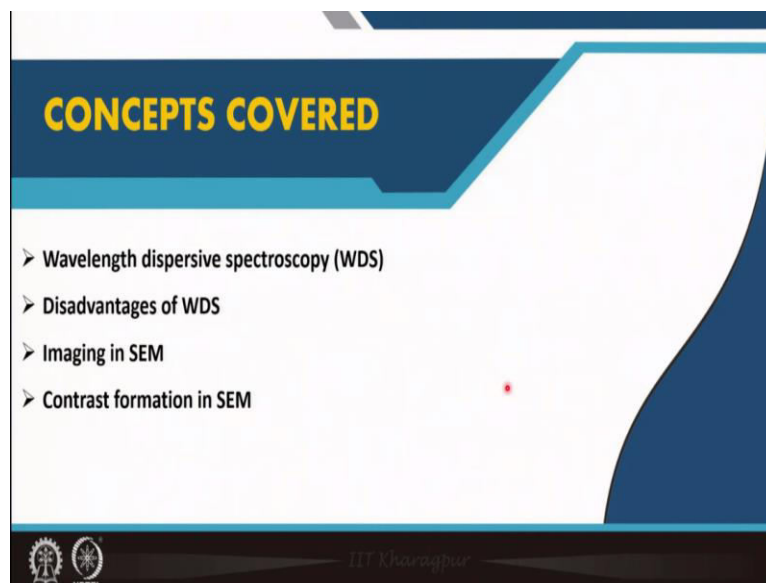 CONCEPTS COVERED
➤ Wavelength dispersive spectroscopy (WDS)
➤ Disadvantages of WDS
➤ Imaging in SEM
➤ Contrast formation in SEM
IIT Kharagpur